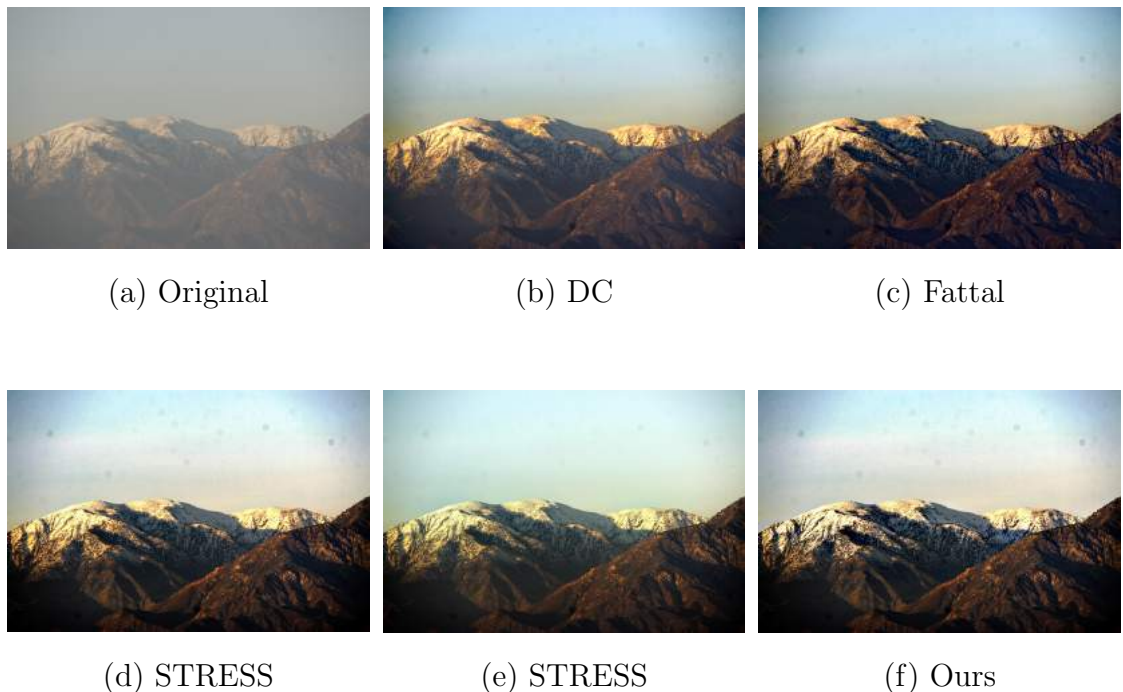 (a) Original
(b) DC
(c) Fattal
(d) STRESS
(e) STRESS
(f) Ours